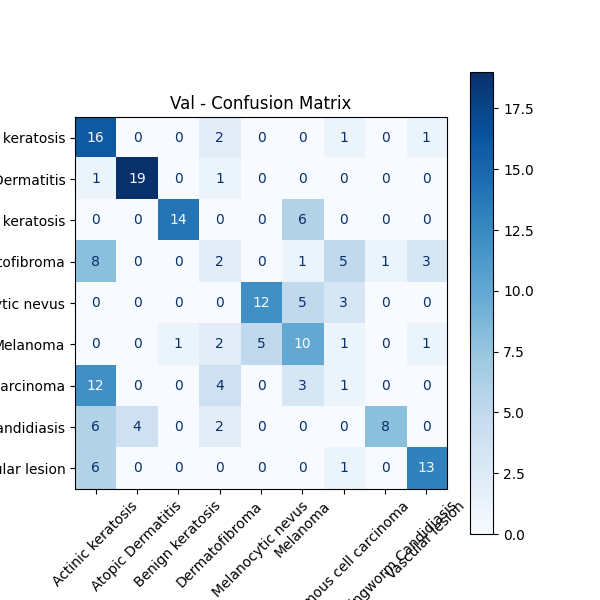 Val - Confusion Matrix
keratosis 16 0 0 2 0 0 1 0 1
Dermatitis 1 19 0 1 0 0 0 0 0
keratosis 0 0 14 0 0 6 0 0 0
tofibroma 8 0 0 2 0 1 5 1 3
ytic nevus 0 0 0 0 12 5 3 0 0
Melanoma 0 0 1 2 5 10 1 0 1
arcinoma 12 0 0 4 0 3 1 0 0
andidiasis 6 4 0 2 0 0 0 8 0
ular lesion 6 0 0 0 0 0 1 0 13
Actinic keratosis
Atopic Dermatitis
Benign keratosis
Dermatofibroma
Melanocytic nevus
Melanoma
mous cell carcinoma
ingworm Candidiasis
Vascular lesion
17.5
15.0
12.5
10.0
7.5
5.0
2.5
0.0